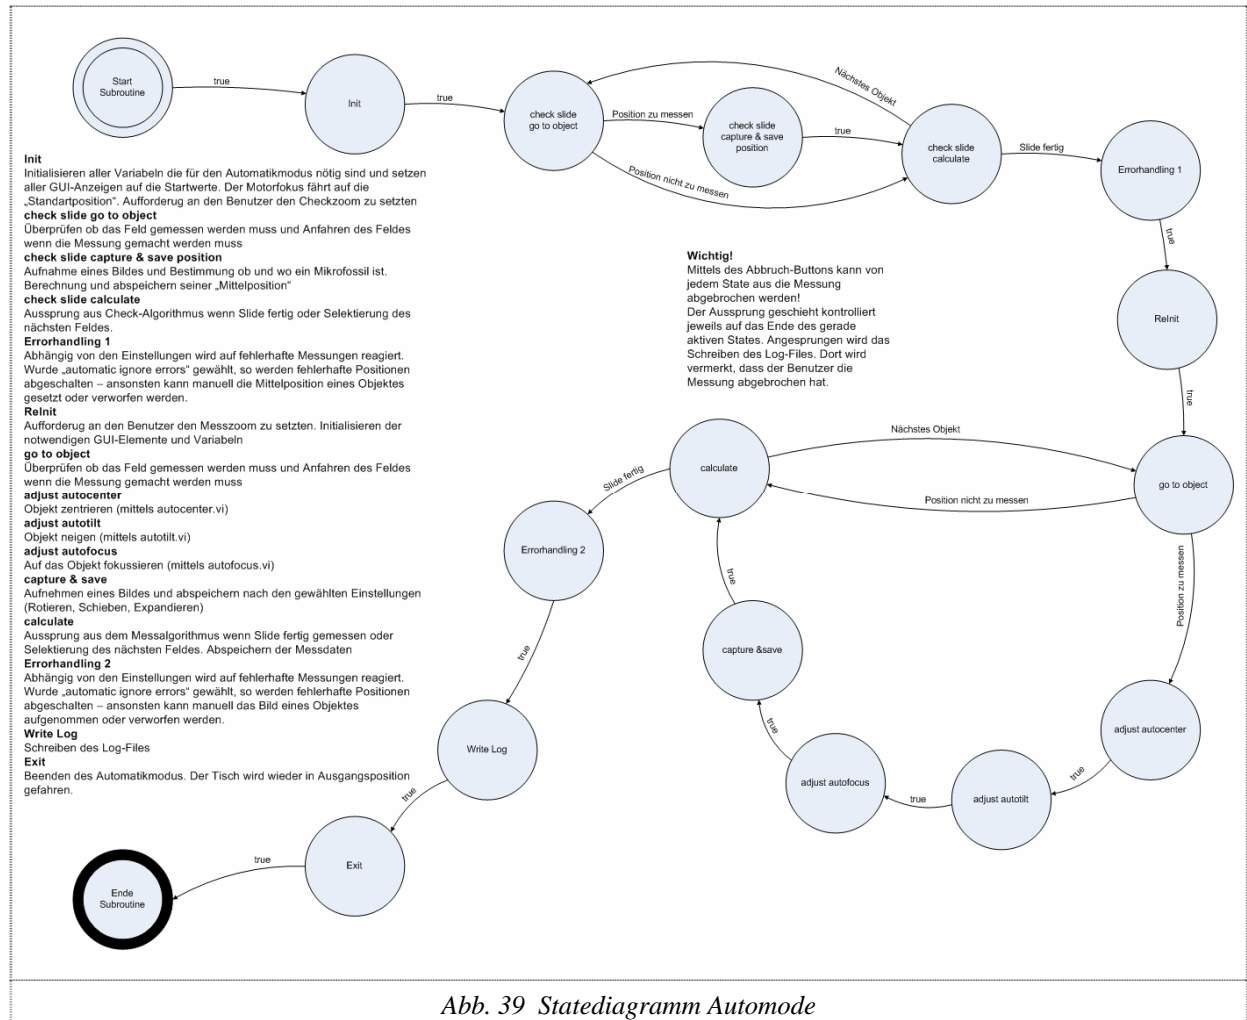 Start
Subroutine
true
Init
true
check slide
go to object
Position zu messen
check slide
capture & save
position
true
Nächstes Objekt
check slide
calculate
Position nicht zu messen
Slide fertig
Errorhandling 1
true
ReInit
true
Init
Initialisieren aller Variabeln die für den Automatikmodus nötig sind und setzen
aller GUI-Anzeigen auf die Startwerte. Der Motorfokus fährt auf die
„Standartposition“. Aufforderug an den Benutzer den Checkzoom zu setzten
check slide go to object
Überprüfen ob das Feld gemessen werden muss und Anfahren des Feldes
wenn die Messung gemacht werden muss
check slide capture & save position
Aufnahme eines Bildes und Bestimmung ob und wo ein Mikrofossil ist.
Berechnung und abspeichern seiner „Mittelposition“
check slide calculate
Aussprung aus Check-Algorithmus wenn Slide fertig oder Selektierung des
nächsten Feldes.
Errorhandling 1
Abhängig von den Einstellungen wird auf fehlerhafte Messungen reagiert.
Wurde „automatic ignore errors“ gewählt, so werden fehlerhafte Positionen
abgeschalten – ansonsten kann manuell die Mittelposition eines Objektes
gesetzt oder verworfen werden.
ReInit
Aufforderung an den Benutzer den Messzoom zu setzten. Initialisieren der
notwendigen GUI-Elemente und Variabeln
go to object
Überprüfen ob das Feld gemessen werden muss und Anfahren des Feldes
wenn die Messung gemacht werden muss
adjust autocenter
Objekt zentrieren (mittels autocenter.vi)
adjust autotilt
Objekt neigen (mittels autotilt.vi)
adjust autofocus
Auf das Objekt fokussieren (mittels autofocus.vi)
capture & save
Aufnehmen eines Bildes und abspeichern nach den gewählten Einstellungen
(Rotieren, Schieben, Expandieren)
calculate
Aussprung aus dem Messalgorithmus wenn Slide fertig gemessen oder
Selektierung des nächsten Feldes. Abspeichern der Messdaten
Errorhandling 2
Abhängig von den Einstellungen wird auf fehlerhafte Messungen reagiert.
Wurde „automatic ignore errors“ gewählt, so werden fehlerhafte Positionen
abgeschalten – ansonsten kann manuell das Bild eines Objektes
aufgenommen oder verworfen werden.
Write Log
Schreiben des Log-Files
Exit
Beenden des Automatikmodus. Der Tisch wird wieder in Ausgangsposition
gefahren.
Wichtig!
Mittels des Abbruch-Buttons kann von
jedem State aus die Messung
abgebrochen werden!
Der Aussprung geschieht kontrolliert
jeweils auf das Ende des gerade
aktiven States. Angesprungen wird das
Schreiben des Log-Files. Dort wird
vermerkt, dass der Benutzer die
Messung abgebrochen hat.
go to object
Nächstes Objekt
Position nicht zu messen
Position zu messen
calculate
Slide fertig
Errorhandling 2
true
capture &save
true
adjust autocenter
true
adjust autotilt
true
adjust autofocus
true
Write Log
true
Exit
true
Ende
Subroutine
Abb. 39 Statediagramm Automode